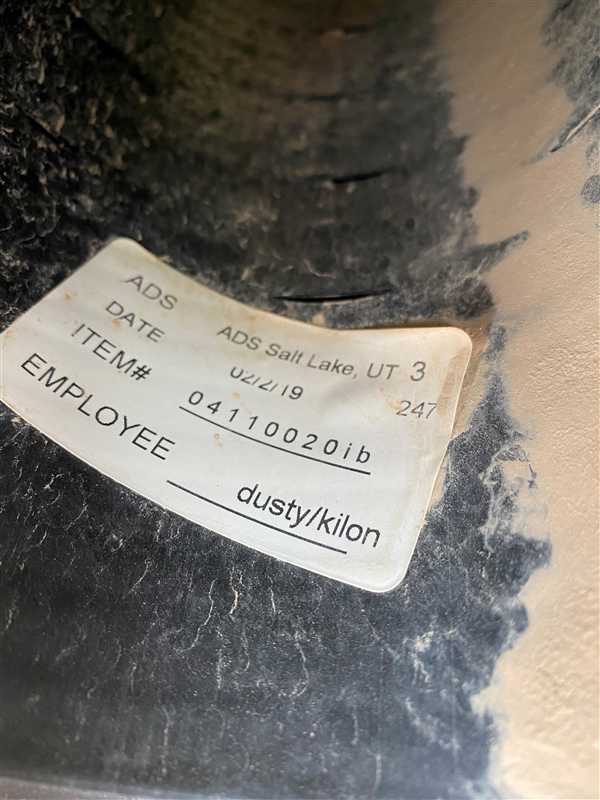 ADS ADS Salt Lake, UT 3
DATE 02/2/19 247
ITEM# 04110020ib
EMPLOYEE dusty/kilon